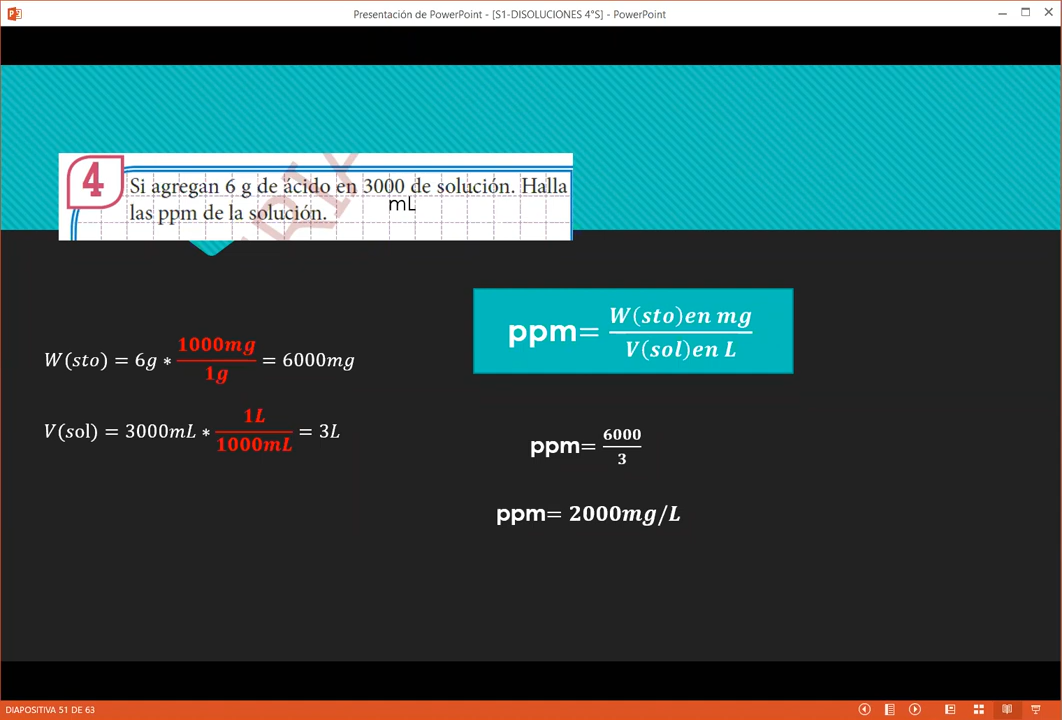 Presentación de PowerPoint - [S1-DISOLUCIONES 4°S] - PowerPoint
4
Si agregan 6 g de ácido en 3000 de solución. Halla
mL
las ppm de la solución.
W(sto) = 6g * 1000mg/1g = 6000mg
V(sol) = 3000mL * 1L/1000mL = 3L
ppm= W(sto)en mg/V(sol)en L
ppm= 6000/3
ppm= 2000mg/L
DIAPOSITIVA 51 DE 63